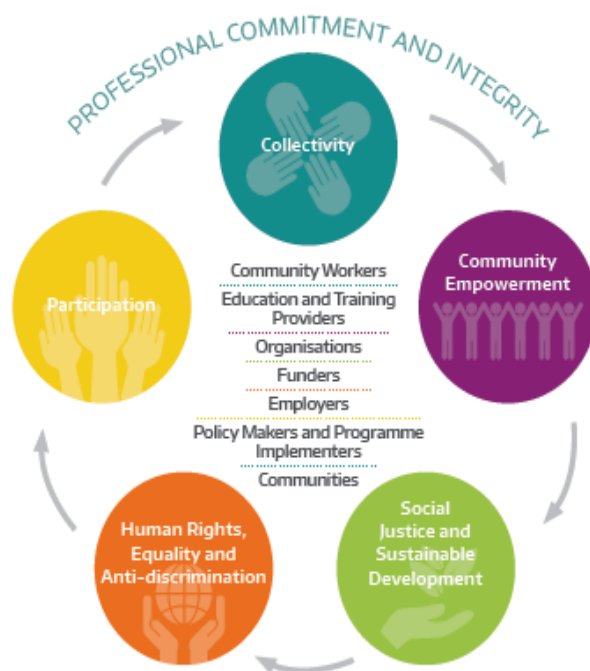 PROFESSIONAL COMMITMENT AND INTEGRITY
Collectivity
Community
Empowerment
Social
Justice and
Sustainable
Development
Human Rights,
Equality and
Anti-discrimination
Participation
Community Workers
Education and Training
Providers
Organisations
Funders
Employers
Policy Makers and Programme
Implementers
Communities